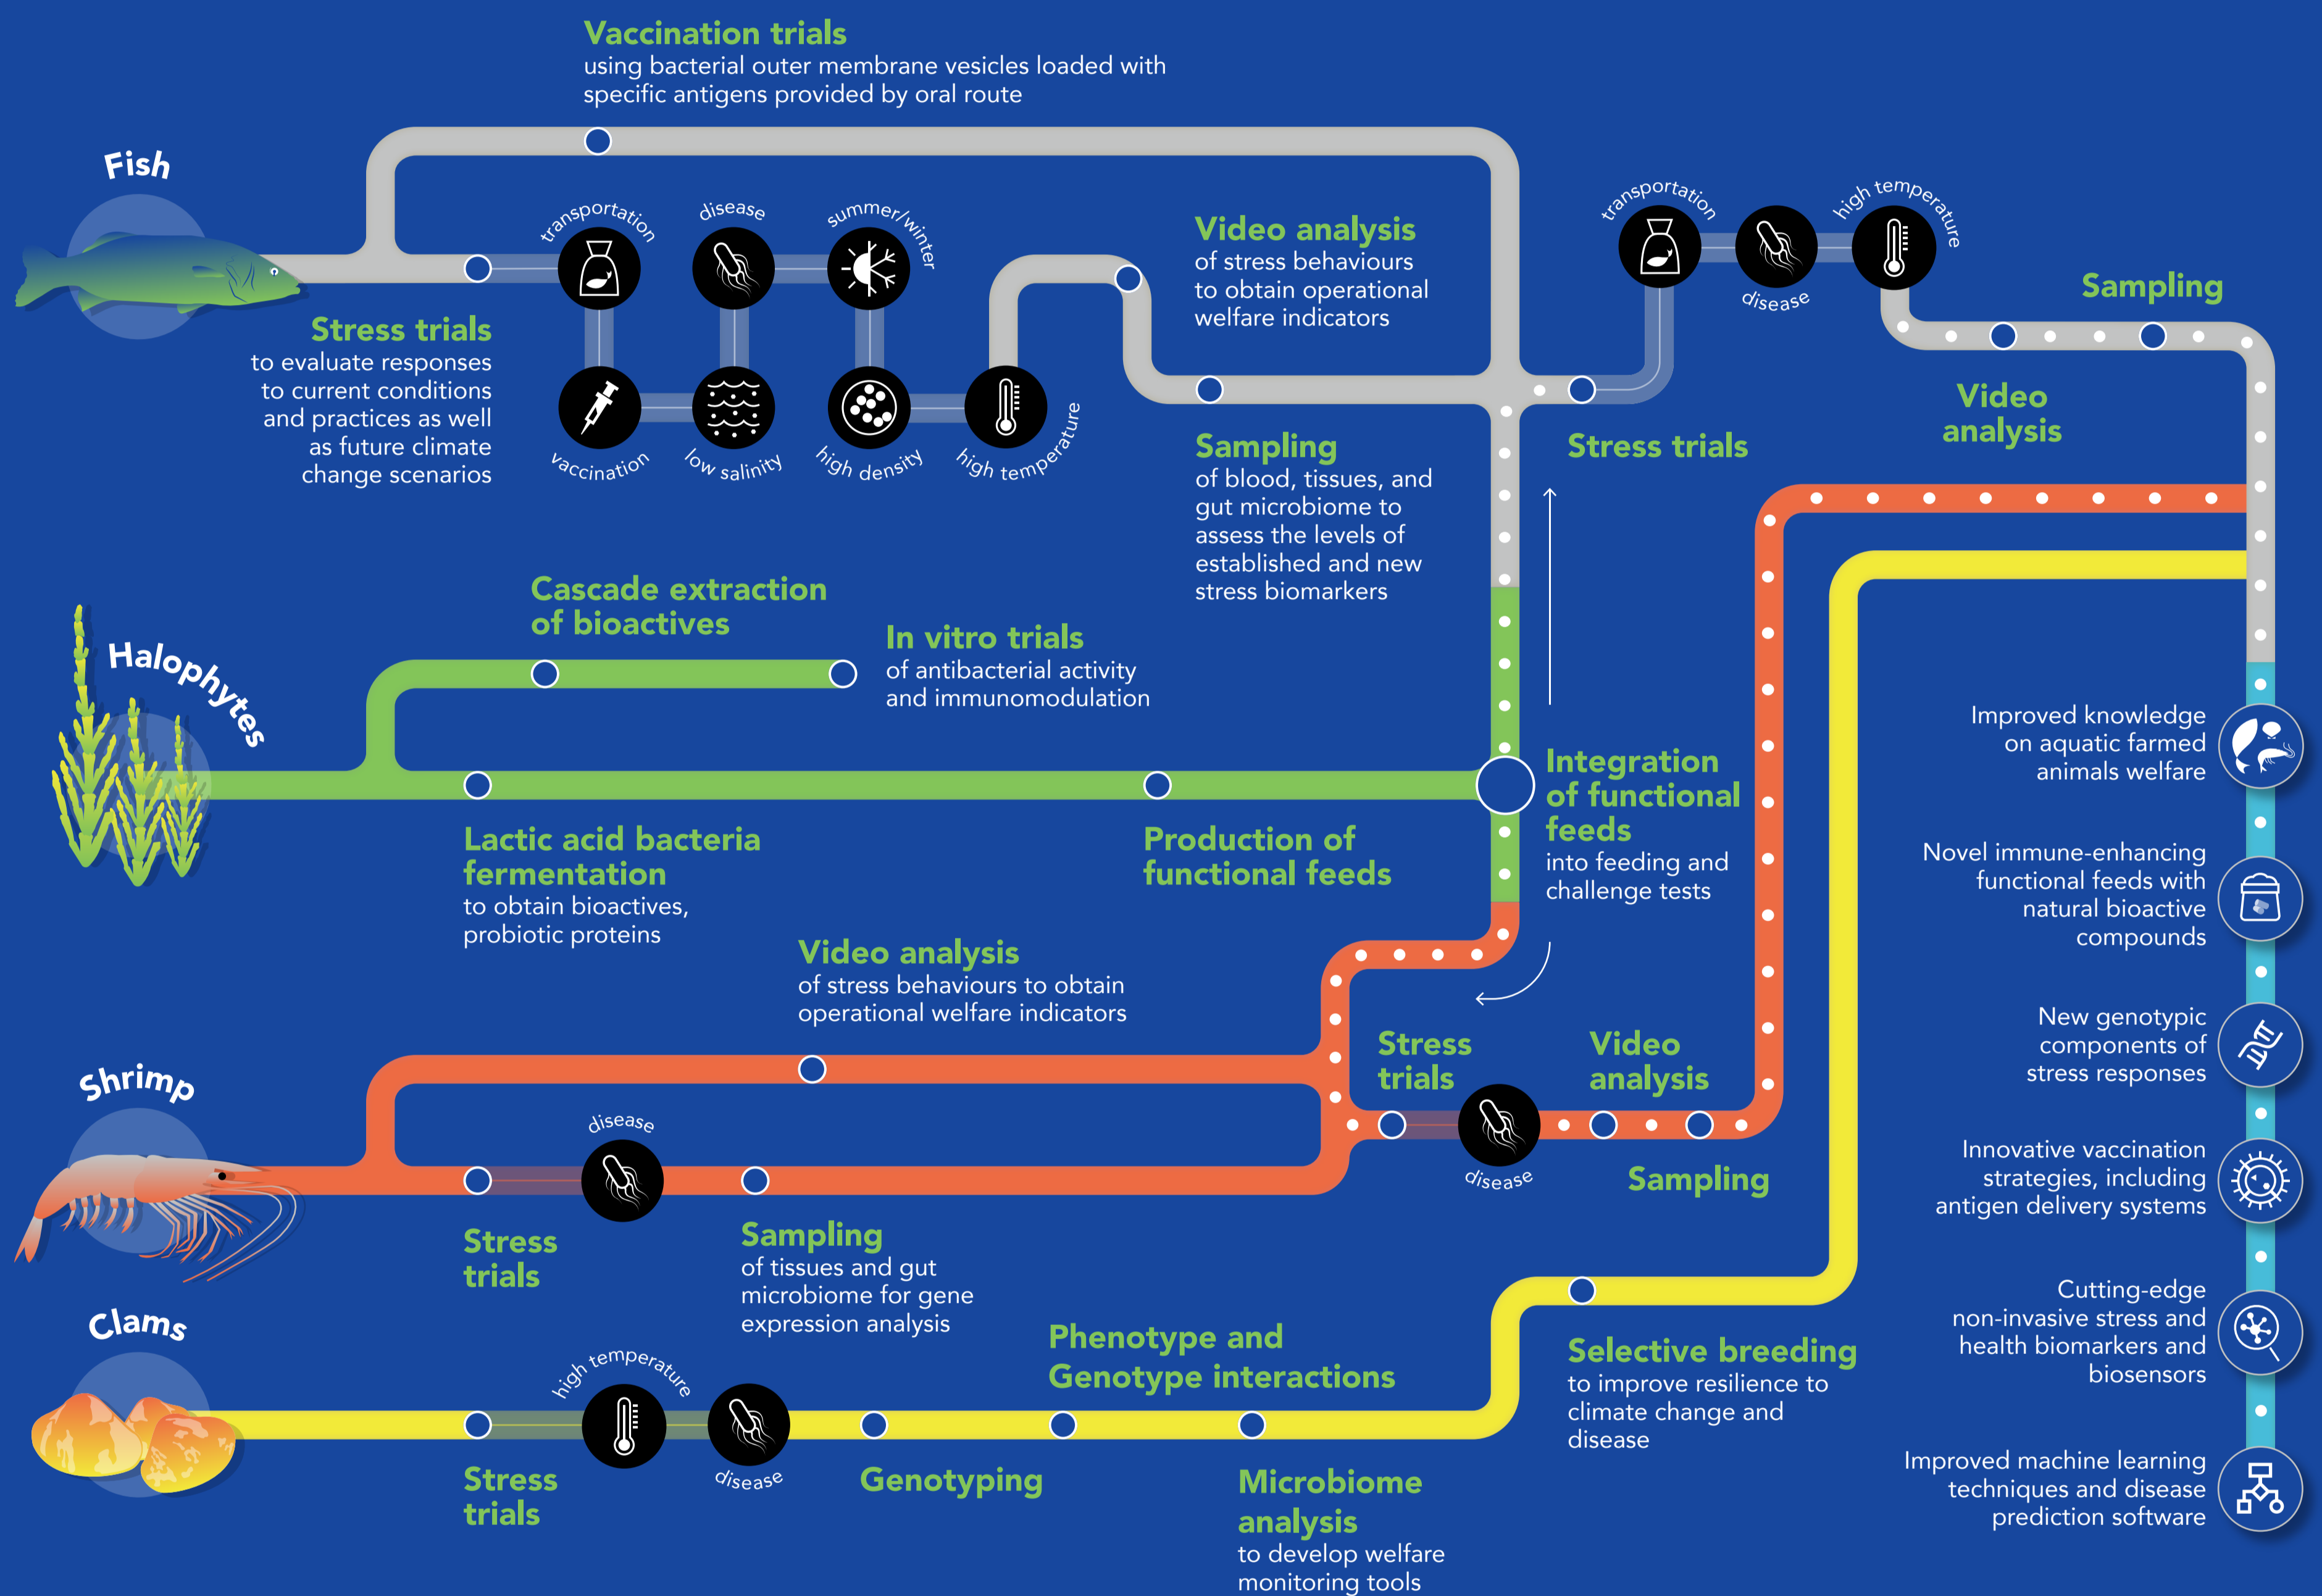 Vaccination trials
using bacterial outer membrane vesicles loaded with
specific antigens provided by oral route
Fish
Stress trials
to evaluate responses
to current conditions
and practices as well
as future climate
change scenarios
transportation
disease
summer/winter
vaccination
low salinity
high density
high temperature
Video analysis
of stress behaviours
to obtain operational
welfare indicators
Sampling
of blood, tissues, and
gut microbiome to
assess the levels of
established and new
stress biomarkers
Stress trials
transportation
disease
high temperature
Sampling
Video
analysis
Halophytes
Cascade extraction
of bioactives
In vitro trials
of antibacterial activity
and immunomodulation
Lactic acid bacteria
fermentation
to obtain bioactives,
probiotic proteins
Production of
functional feeds
Integration
of functional
feeds
into feeding and
challenge tests
Shrimp
Video analysis
of stress behaviours to obtain
operational welfare indicators
Stress
trials
disease
Sampling
of tissues and gut
microbiome for gene
expression analysis
Stress
trials
disease
Video
analysis
Sampling
Clams
Stress
trials
high temperature
disease
Genotyping
Phenotype and
Genotype interactions
Microbiome
analysis
to develop welfare
monitoring tools
Selective breeding
to improve resilience to
climate change and
disease
Improved knowledge
on aquatic farmed
animals welfare
Novel immune-enhancing
functional feeds with
natural bioactive
compounds
New genotypic
components of
stress responses
Innovative vaccination
strategies, including
antigen delivery systems
Cutting-edge
non-invasive stress and
health biomarkers and
biosensors
Improved machine learning
techniques and disease
prediction software